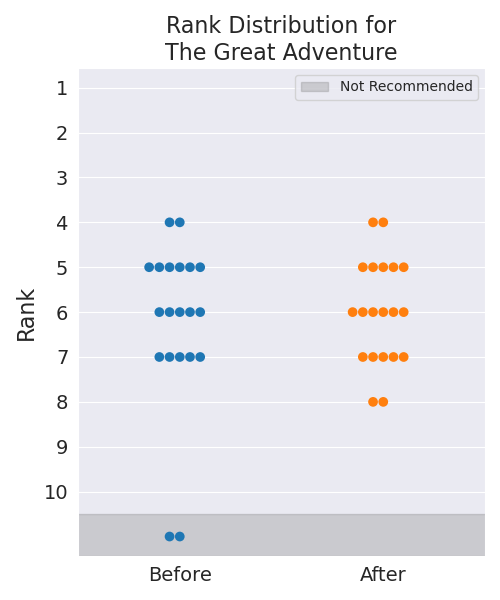 Rank Distribution for
The Great Adventure
Not Recommended
1
2
3
4
5
6
7
8
9
10
Rank
Before After